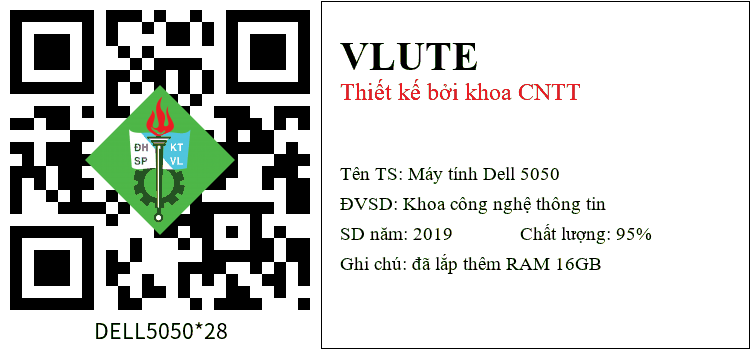 ĐH KT
SP VL
DELL5050*28
VLUTE
Thiết kế bởi khoa CNTT
Tên TS: Máy tính Dell 5050
ĐVSD: Khoa công nghệ thông tin
SD năm: 2019 Chất lượng: 95%
Ghi chú: đã lắp thêm RAM 16GB